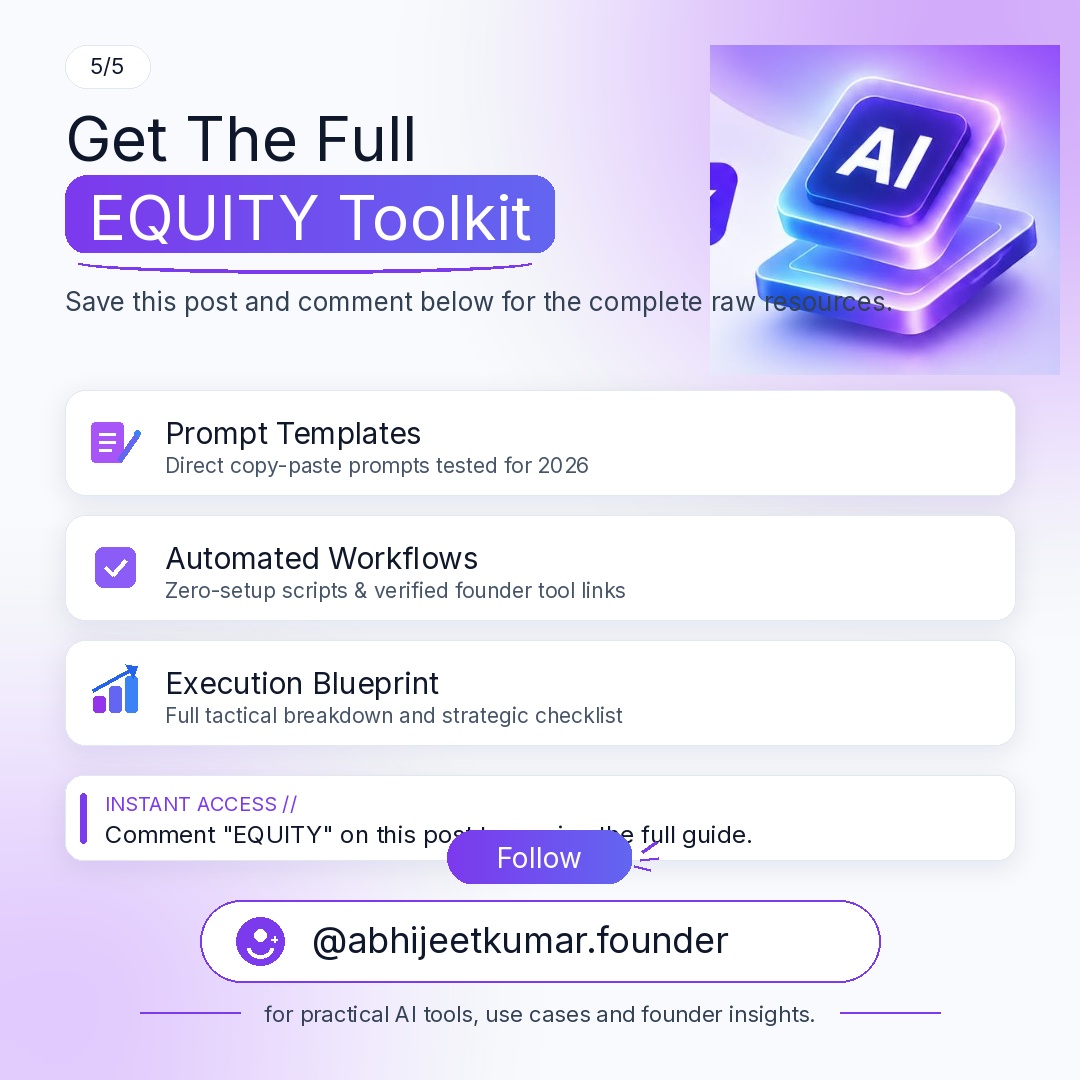 5/5
AI
Get The Full
EQUITY Toolkit
Save this post and comment below for the complete raw resources.
Prompt Templates
Direct copy-paste prompts tested for 2026
Automated Workflows
Zero-setup scripts & verified founder tool links
Execution Blueprint
Full tactical breakdown and strategic checklist
INSTANT ACCESS //
Comment "EQUITY" on this post the full guide.
Follow
@abhijeetkumar.founder
for practical AI tools, use cases and founder insights.